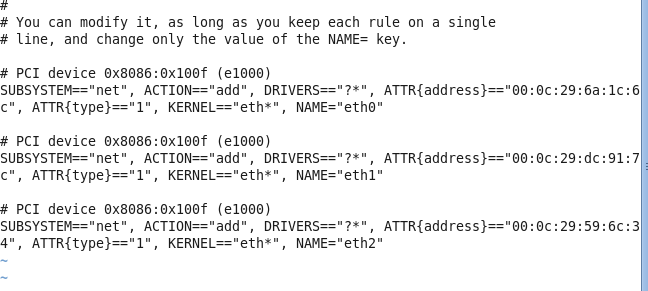 #
# You can modify it, as long as you keep each rule on a single
# line, and change only the value of the NAME= key.
# PCI device 0x8086:0x100f (e1000)
SUBSYSTEM=="net", ACTION=="add", DRIVERS=="?*", ATTR{address}=="00:0c:29:6a:1c:6
c", ATTR{type}=="1", KERNEL=="eth*", NAME="eth0"
# PCI device 0x8086:0x100f (e1000)
SUBSYSTEM=="net", ACTION=="add", DRIVERS=="?*", ATTR{address}=="00:0c:29:dc:91:7
c", ATTR{type}=="1", KERNEL=="eth*", NAME="eth1"
# PCI device 0x8086:0x100f (e1000)
SUBSYSTEM=="net", ACTION=="add", DRIVERS=="?*", ATTR{address}=="00:0c:29:59:6c:3
4", ATTR{type}=="1", KERNEL=="eth*", NAME="eth2"
~
~